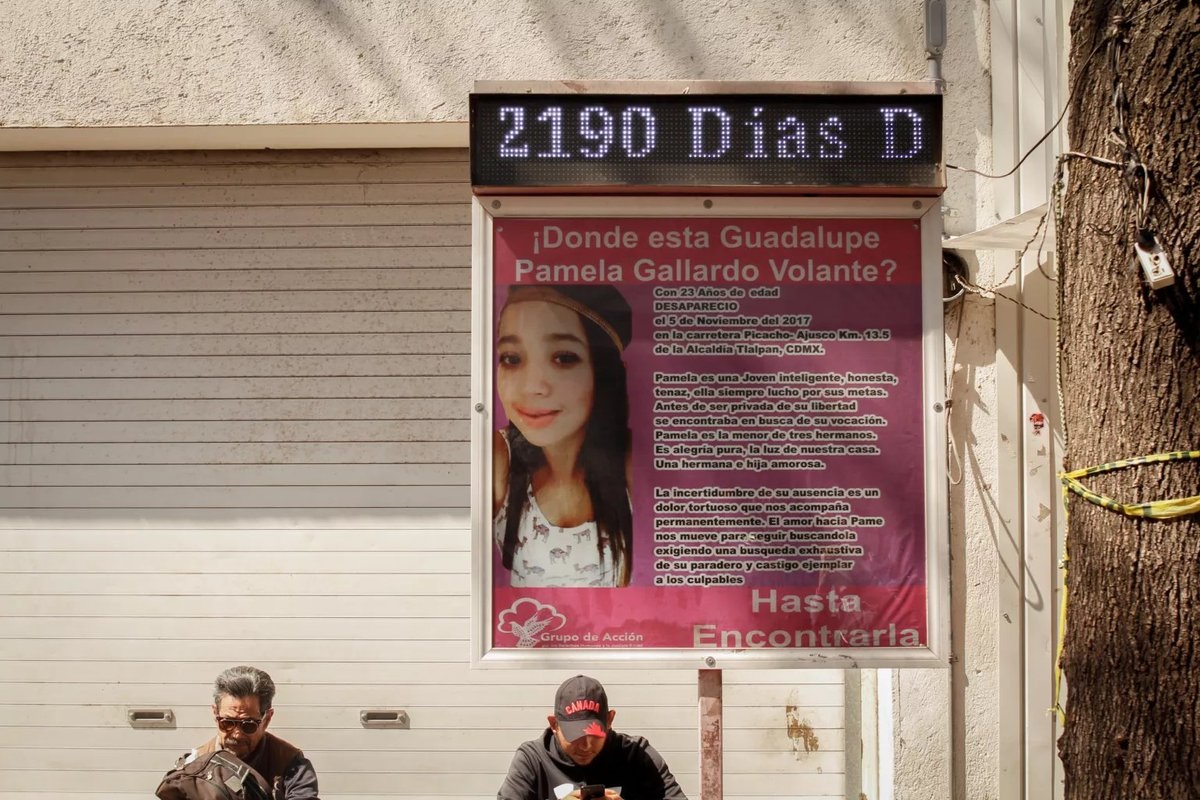 2190 Días D
¡Donde esta Guadalupe
Pamela Gallardo Volante?
Con 23 Años de edad
DESAPARECIO
el 5 de Noviembre del 2017
en la carretera Picacho- Ajusco Km. 13.5
de la Alcaldía Tlalpan, CDMX.
Pamela es una Joven inteligente, honesta,
tenaz, ella siempre lucho por sus metas.
Antes de ser privada de su libertad
se encontraba en busca de su vocación.
Pamela es la menor de tres hermanos.
Es alegría pura, la luz de nuestra casa.
Una hermana e hija amorosa.
La incertidumbre de su ausencia es un
dolor tortuoso que nos acompaña
permanentemente. El amor hacia Pame
nos mueve para seguir buscandola
exigiendo una busqueda exhaustiva
de su paradero y castigo ejemplar
a los culpables
Hasta
Encontrarla
Grupo de Acción
CANADA